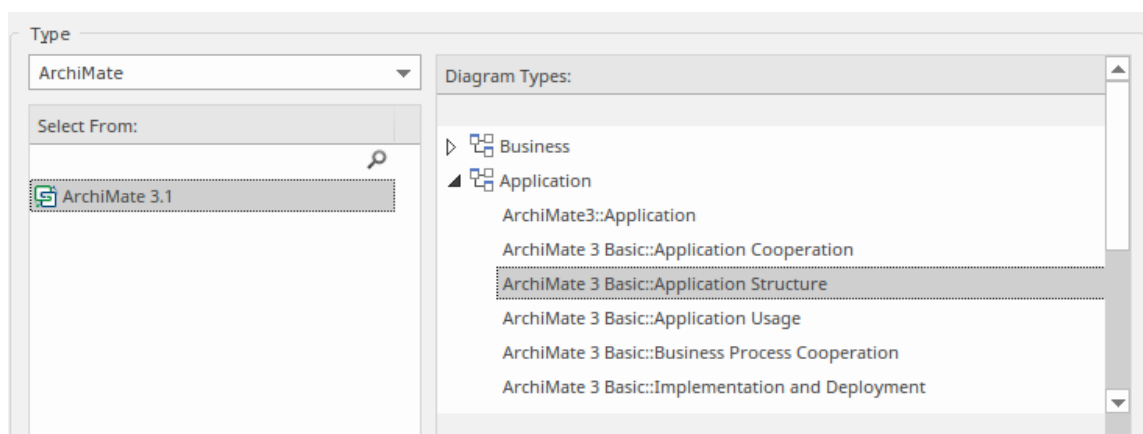 Type
ArchiMate
Select From:
ArchiMate 3.1
Diagram Types:
Business
Application
ArchiMate3::Application
ArchiMate 3 Basic::Application Cooperation
ArchiMate 3 Basic::Application Structure
ArchiMate 3 Basic::Application Usage
ArchiMate 3 Basic::Business Process Cooperation
ArchiMate 3 Basic::Implementation and Deployment